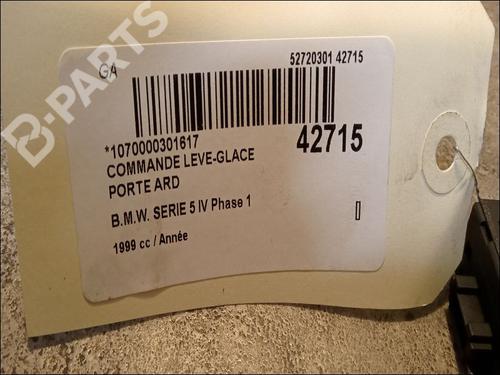 B-PARTS
52720301 42715
GA
*1070000301617
42715
COMMANDE LEVE-GLACE
PORTE ARD
B.M.W. SERIE 5 IV Phase 1
1999 cc / Année